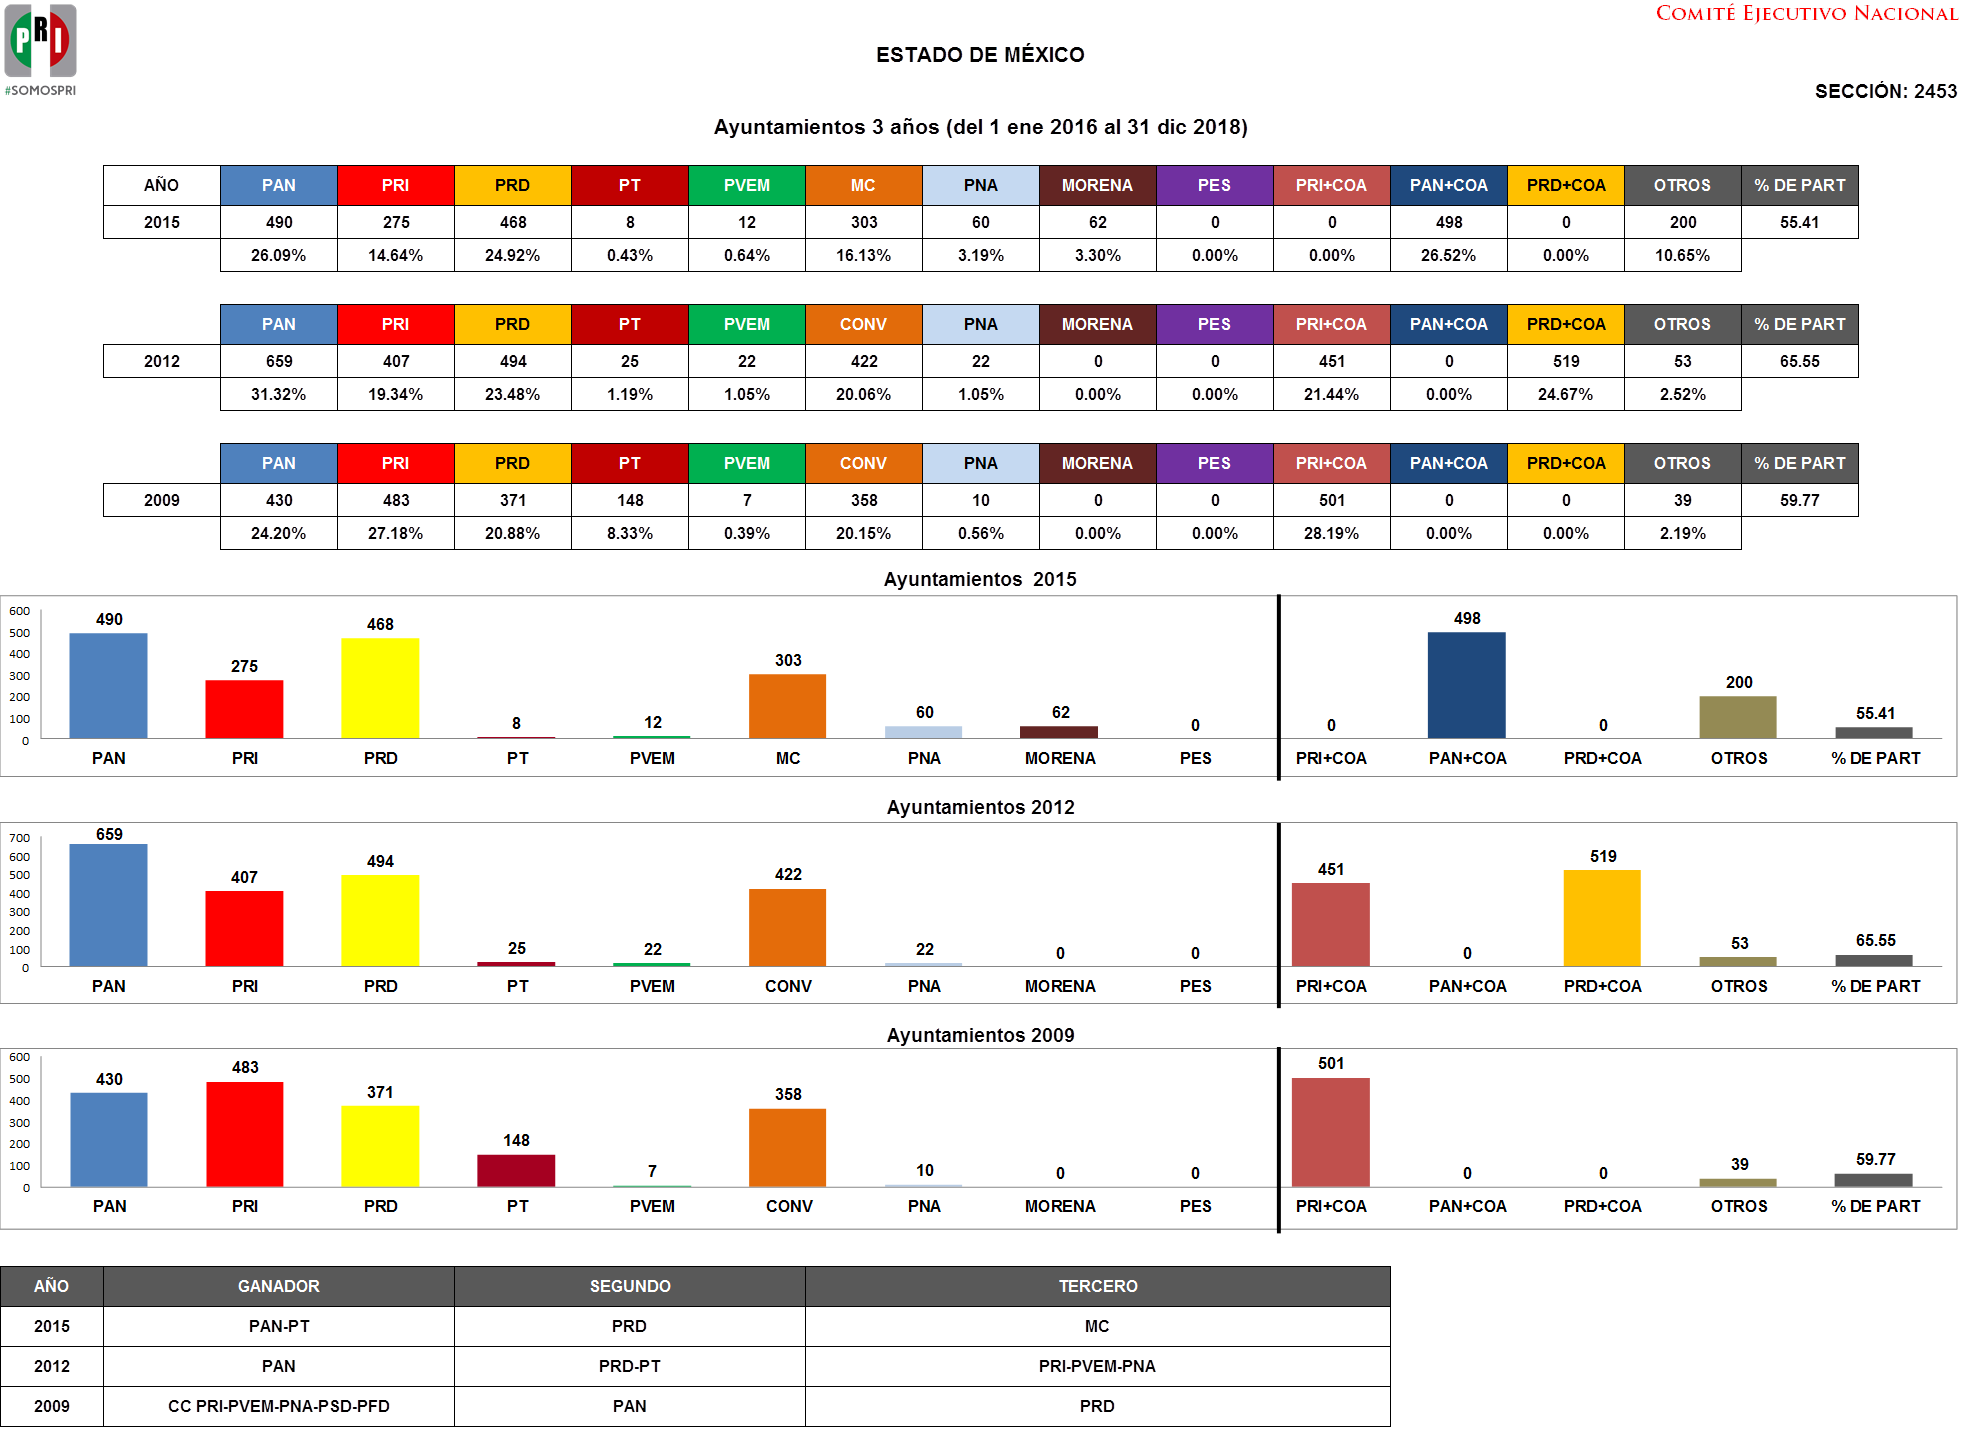 PRI
#SOMOSPRI
COMITÉ EJECUTIVO NACIONAL
ESTADO DE MÉXICO
SECCIÓN: 2453
Ayuntamientos 3 años (del 1 ene 2016 al 31 dic 2018)
AÑO PAN PRI PRD PT PVEM MC PNA MORENA PES PRI+COA PAN+COA PRD+COA OTROS % DE PART
2015 490 275 468 8 12 303 60 62 0 0 498 0 200 55.41
26.09% 14.64% 24.92% 0.43% 0.64% 16.13% 3.19% 3.30% 0.00% 0.00% 26.52% 0.00% 10.65%
PAN PRI PRD PT PVEM CONV PNA MORENA PES PRI+COA PAN+COA PRD+COA OTROS % DE PART
2012 659 407 494 25 22 422 22 0 0 451 0 519 53 65.55
31.32% 19.34% 23.48% 1.19% 1.05% 20.06% 1.05% 0.00% 0.00% 21.44% 0.00% 24.67% 2.52%
PAN PRI PRD PT PVEM CONV PNA MORENA PES PRI+COA PAN+COA PRD+COA OTROS % DE PART
2009 430 483 371 148 7 358 10 0 0 501 0 0 39 59.77
24.20% 27.18% 20.88% 8.33% 0.39% 20.15% 0.56% 0.00% 0.00% 28.19% 0.00% 0.00% 2.19%
Ayuntamientos 2015
600
500
400
300
200
100
0
490 275 468 8 12 303 60 62 0 0 498 0 200 55.41
PAN PRI PRD PT PVEM MC PNA MORENA PES PRI+COA PAN+COA PRD+COA OTROS % DE PART
Ayuntamientos 2012
700
600
500
400
300
200
100
0
659 407 494 25 22 422 22 0 0 451 0 519 53 65.55
PAN PRI PRD PT PVEM CONV PNA MORENA PES PRI+COA PAN+COA PRD+COA OTROS % DE PART
Ayuntamientos 2009
600
500
400
300
200
100
0
430 483 371 148 7 358 10 0 0 501 0 0 39 59.77
PAN PRI PRD PT PVEM CONV PNA MORENA PES PRI+COA PAN+COA PRD+COA OTROS % DE PART
AÑO GANADOR SEGUNDO TERCERO
2015 PAN-PT PRD MC
2012 PAN PRD-PT PRI-PVEM-PNA
2009 CC PRI-PVEM-PNA-PSD-PFD PAN PRD